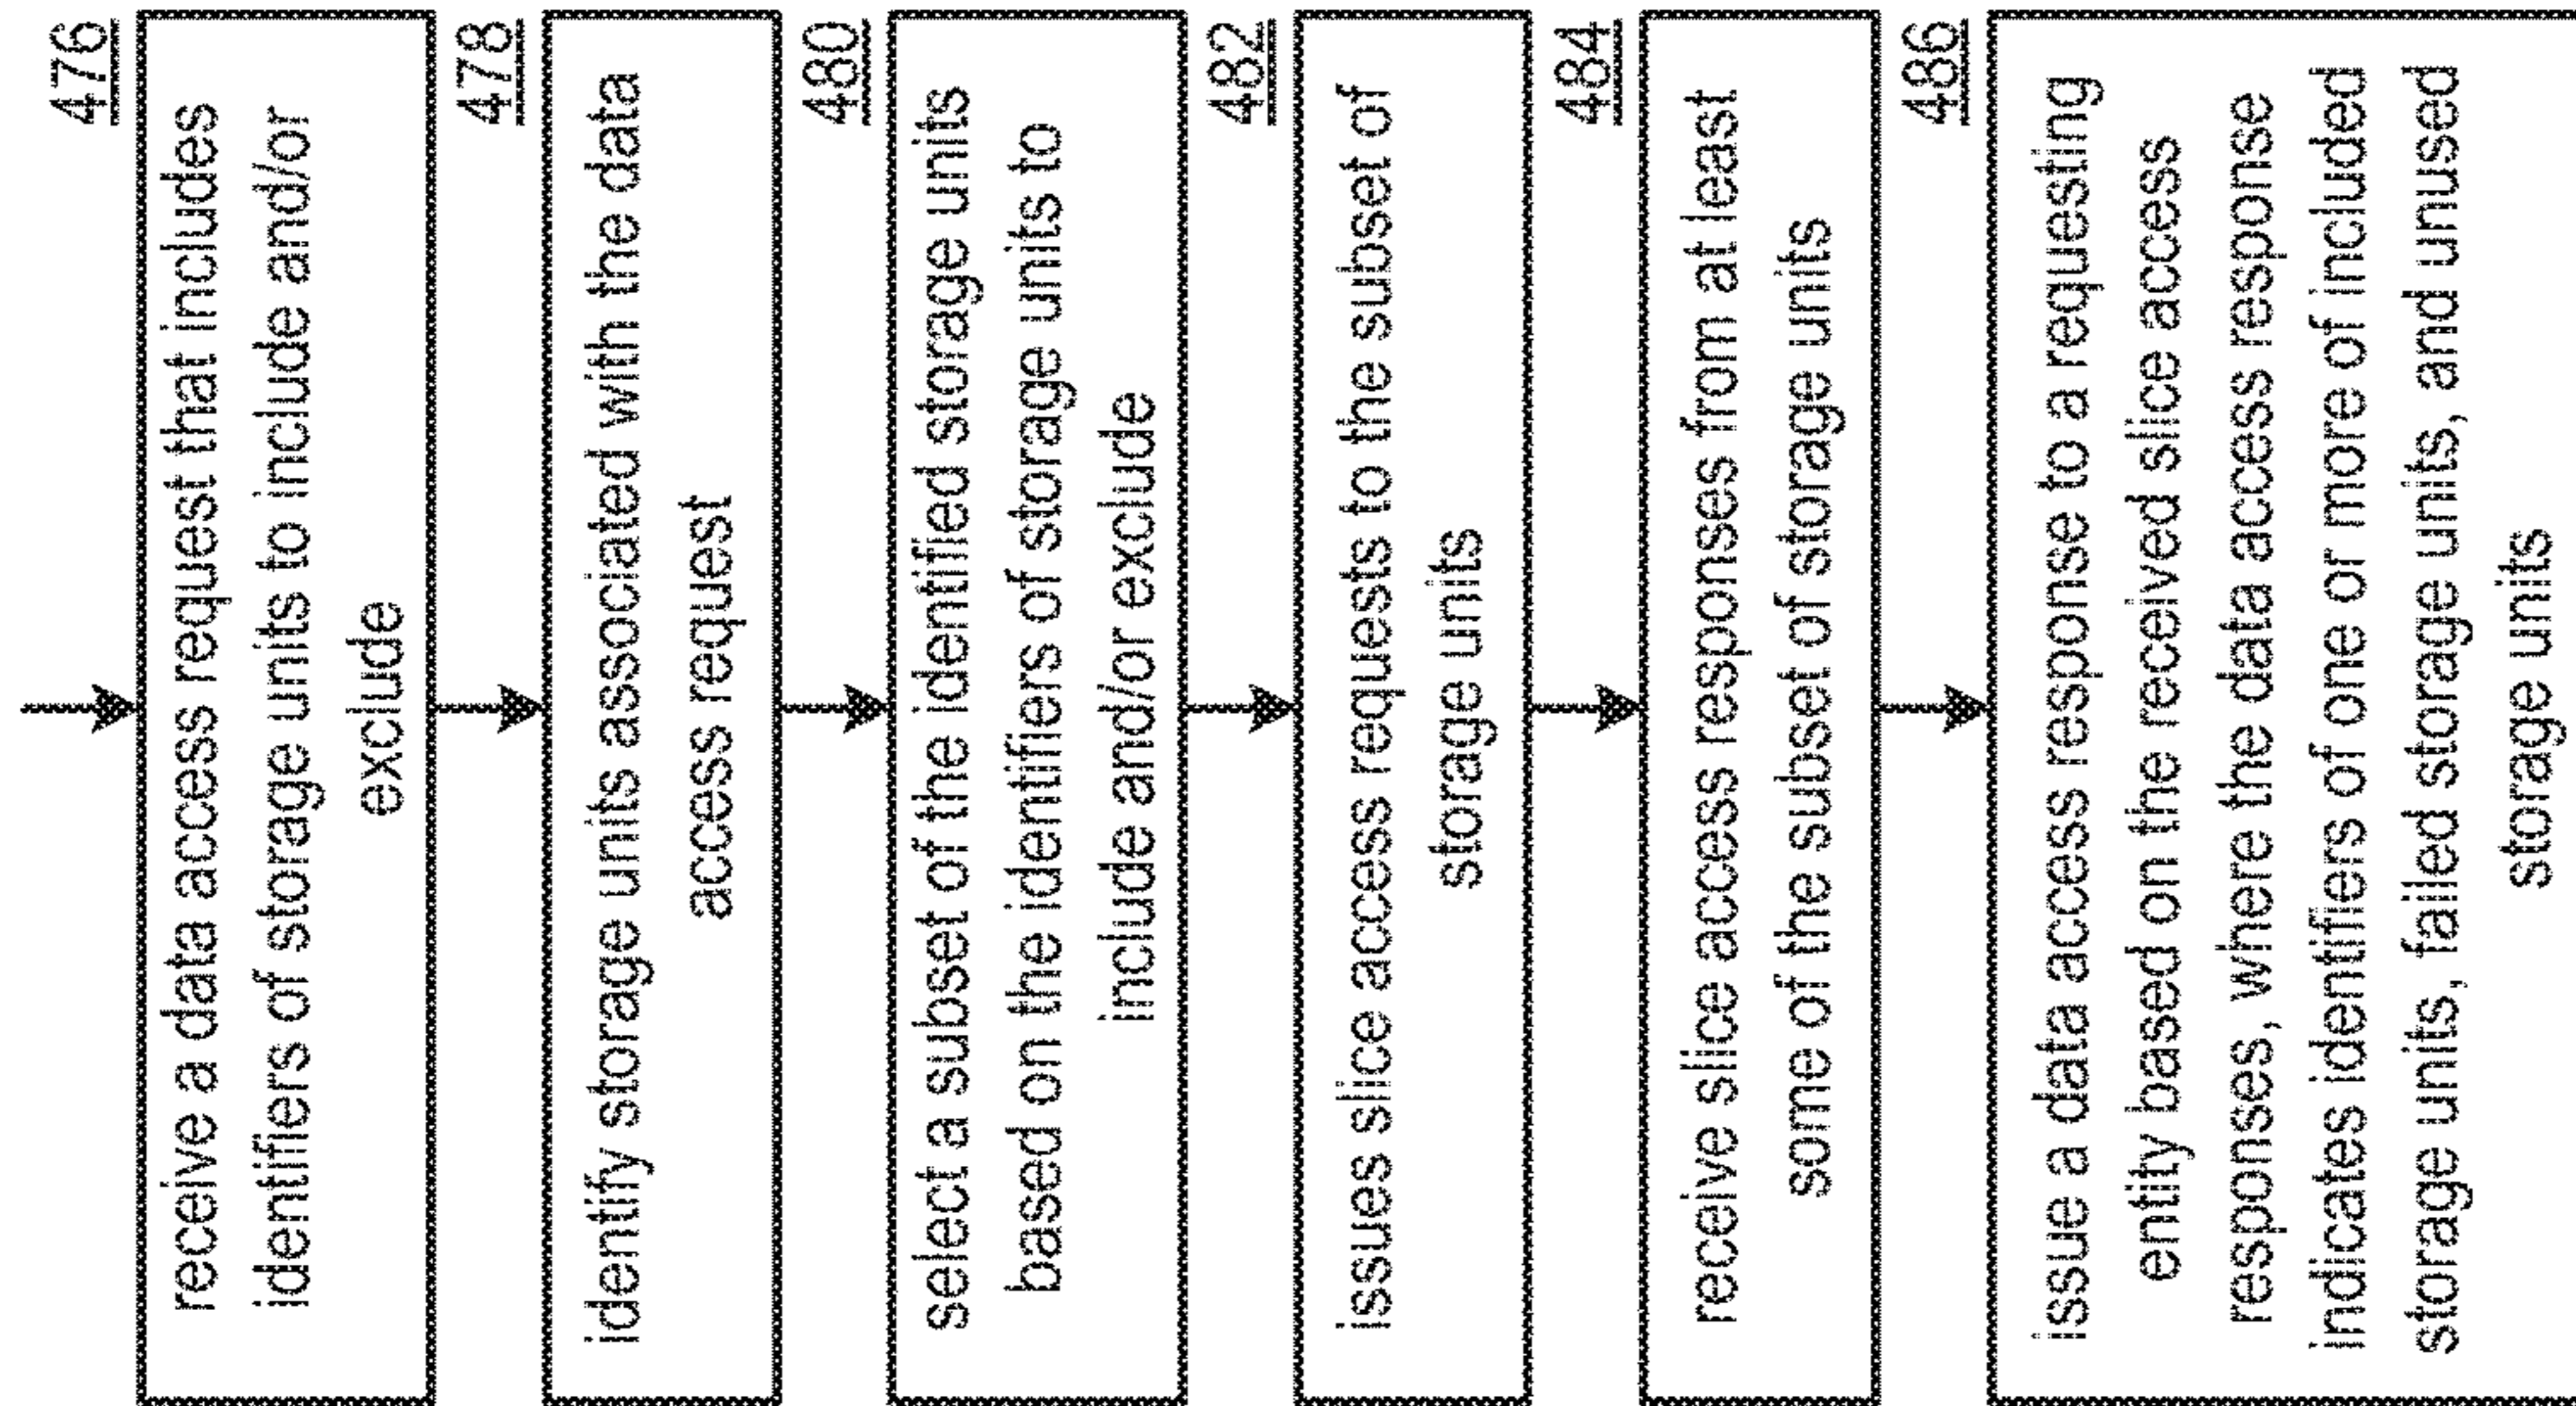 476
receive a data access request that includes
identifiers of storage units to include and/or
exclude
478
identify storage units associated with the data
access request
480
select a subset of the identified storage units
based on the identifiers of storage units to
include and/or exclude
482
issues slice access requests to the subset of
storage units
484
receive slice access responses from at least
some of the subset of storage units
486
issue a data access response to a requesting
entity based on the received slice access
responses, where the data access response
indicates identifiers of one or more of included
storage units, failed storage units, and unused
storage units